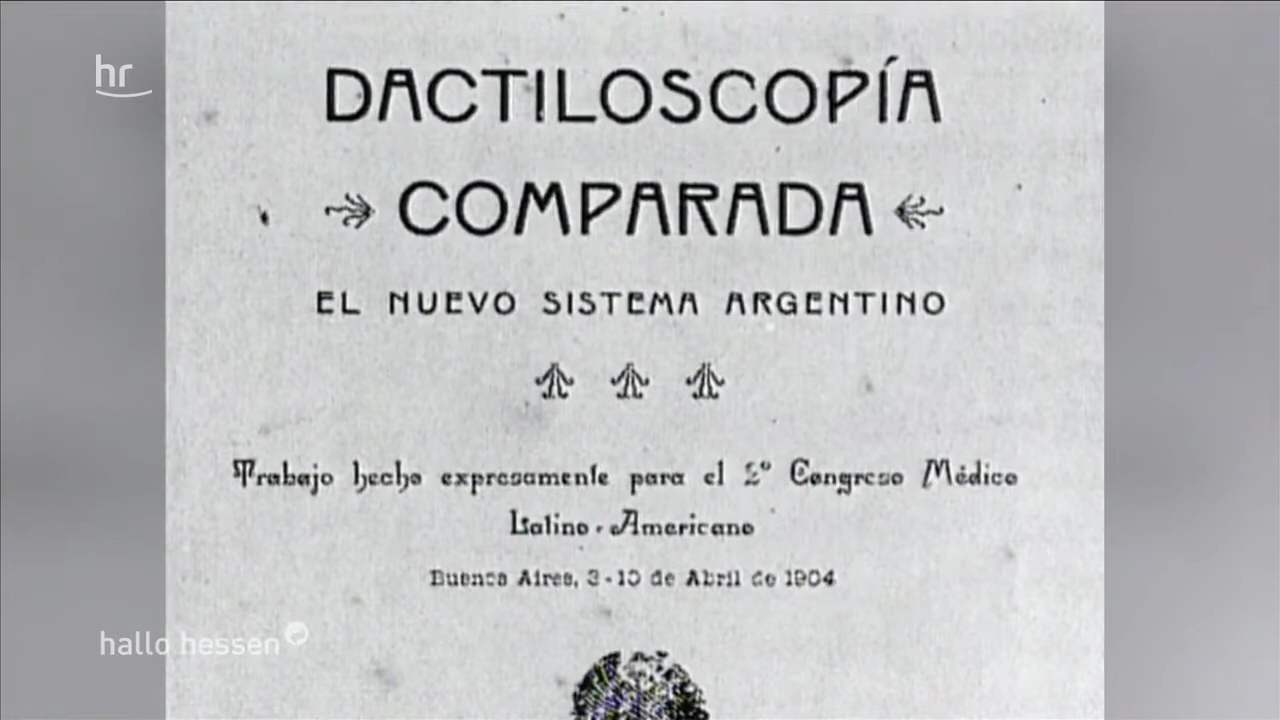 hr
DACTILOSCOPÍA
COMPARADA
EL NUEVO SISTEMA ARGENTINO
Trabajo hecho expresamente para el 2º Congreso Médico
Latino-Americano
Buenos Aires, 3-10 de Abril de 1904
hallo hessen